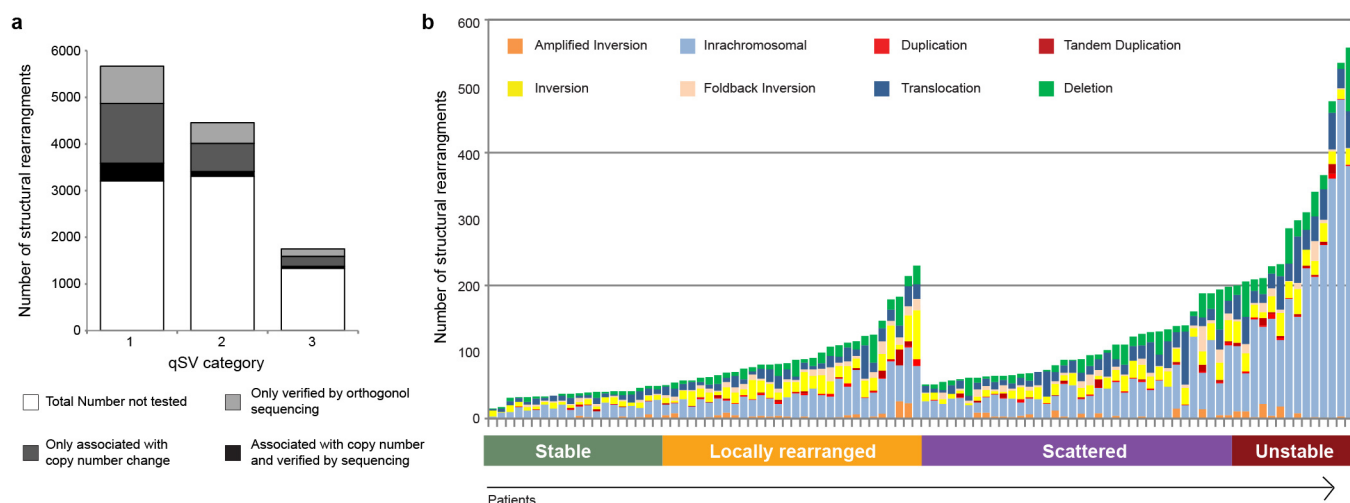 a
Number of structural rearrangments
6000
5000
4000
3000
2000
1000
0
1 2 3
qSV category
Total Number not tested
Only verified by orthogonol
sequencing
Only associated with
copy number change
Associated with copy number
and verified by sequencing
b
Number of structural rearrangments
600
500
400
300
200
100
0
Amplified Inversion Inrachromosomal Duplication Tandem Duplication
Inversion Foldback Inversion Translocation Deletion
Stable Locally rearranged Scattered Unstable
Patients